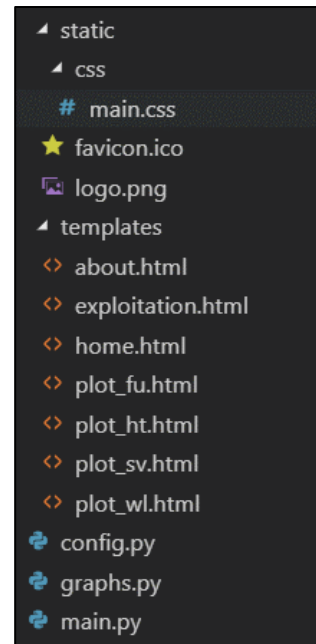 static
css
main.css
favicon.ico
logo.png
templates
about.html
exploitation.html
home.html
plot_fu.html
plot_ht.html
plot_sv.html
plot_wl.html
config.py
graphs.py
main.py